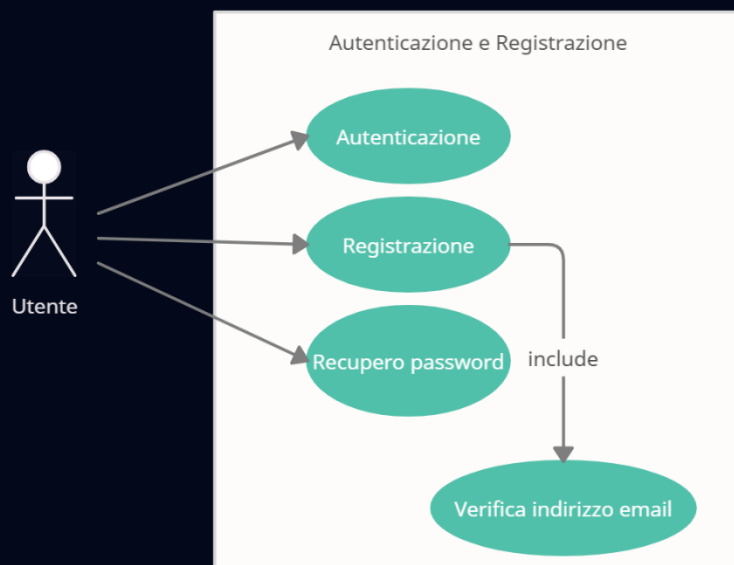 Autenticazione e Registrazione
Autenticazione
Registrazione
Utente
Recupero password
include
Verifica indirizzo email